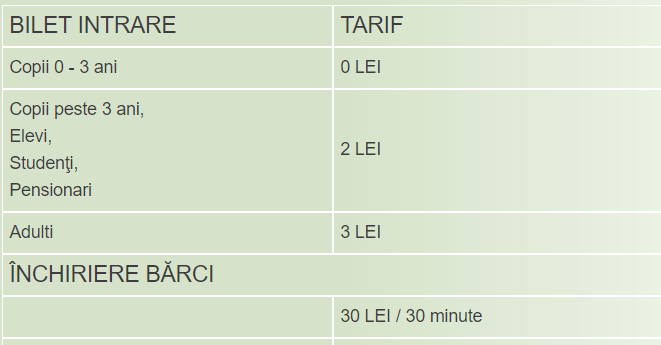 BILET INTRARE TARIF
Copii 0 - 3 ani 0 LEI
Copii peste 3 ani,
Elevi,
Studenţi,
Pensionari
2 LEI
Adulti 3 LEI
ÎNCHIRIERE BĂRCI
30 LEI / 30 minute